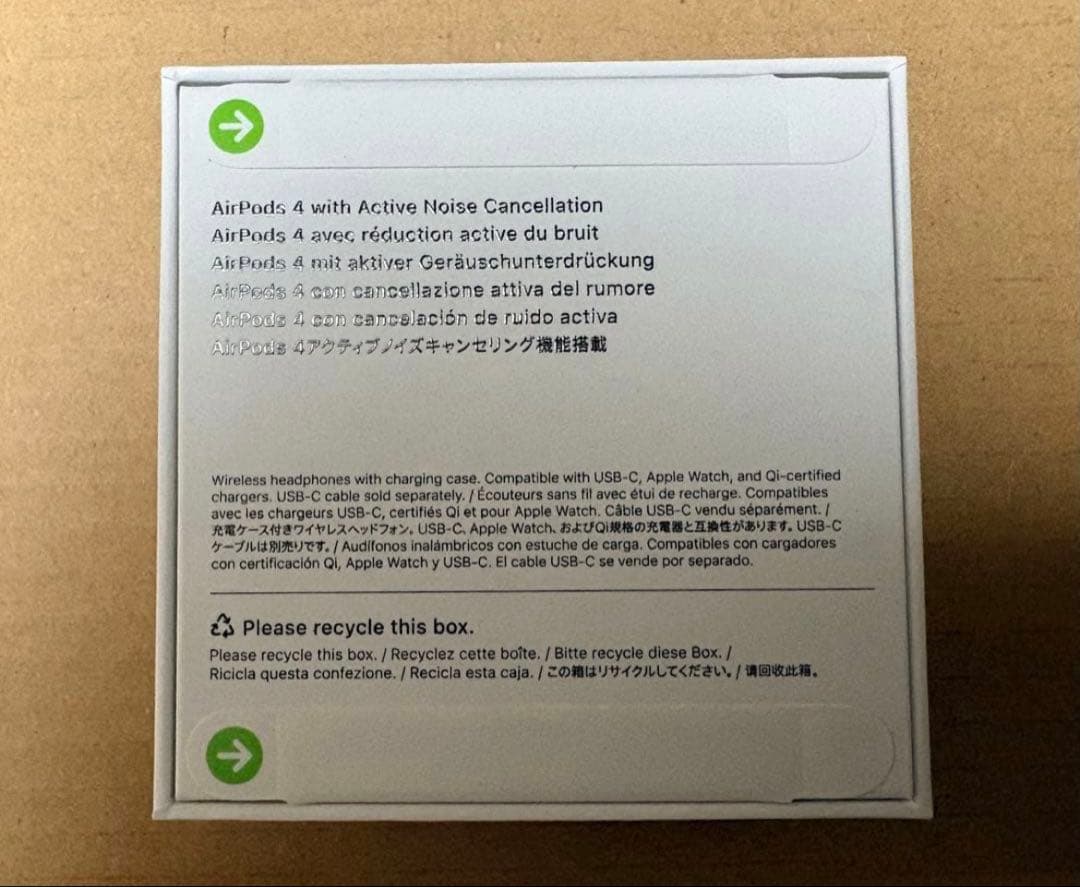 AirPods 4 with Active Noise Cancellation
AirPods 4 avec réduction active du bruit
AirPods 4 mit aktiver Geräuschunterdrückung
AirPods 4 con cancellazione attiva del rumore
AirPods 4 con cancelación de ruido activa
AirPods 4アクティブノイズキャンセリング機能搭載
Wireless headphones with charging case. Compatible with USB-C, Apple Watch, and Qi-certified
chargers. USB-C cable sold separately. / Écouteurs sans fil avec étui de recharge. Compatibles
avec les chargeurs USB-C, certifiés Qi et pour Apple Watch. Câble USB-C vendu séparément. /
充電ケース付きワイヤレスヘッドフォン。USB-C、Apple Watch、およびQi規格の充電器と互換性があります。USB-C
ケーブルは別売りです。/ Audífonos inalámbricos con estuche de carga. Compatibles con cargadores
con certificación Qi, Apple Watch y USB-C. El cable USB-C se vende por separado.
Please recycle this box.
Please recycle this box. / Recyclez cette boîte. / Bitte recycle diese Box. /
Ricicla questa confezione. / Recicla esta caja. / この箱はリサイクルしてください。/ 请回收此箱。